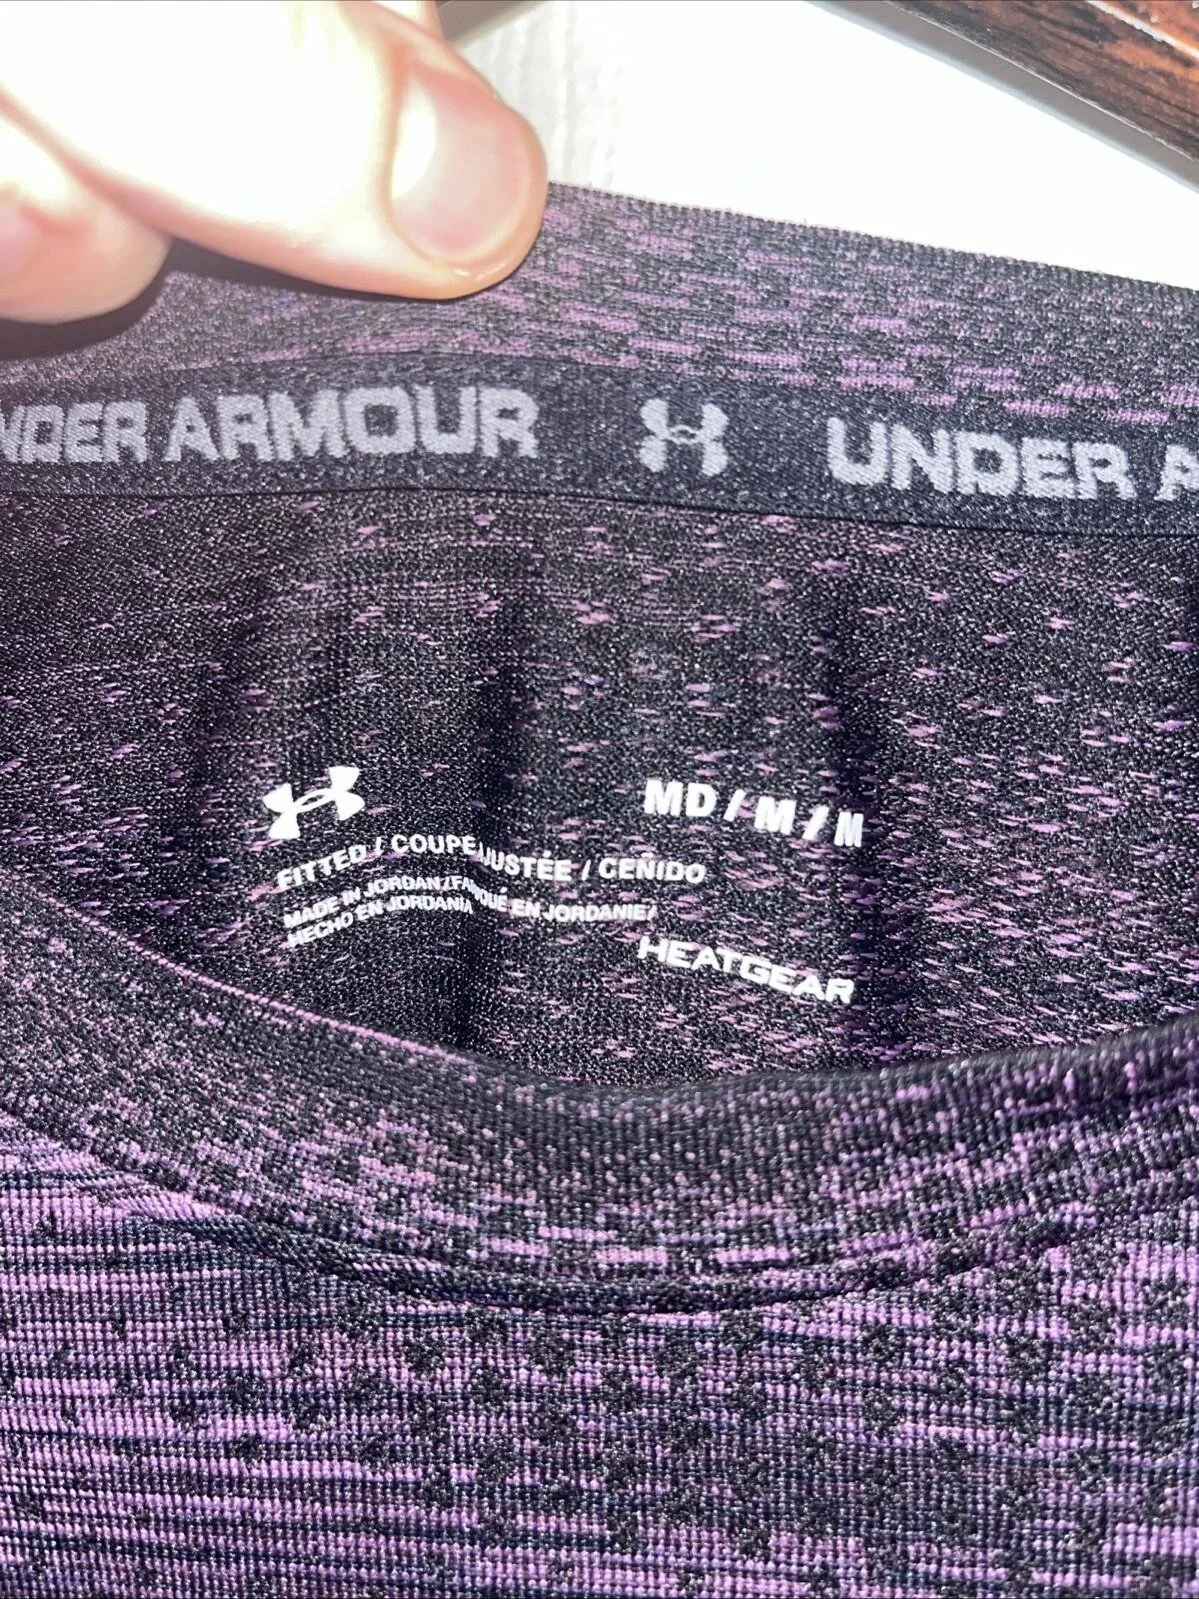 UNDER ARMOUR UNDER
MD / M / M
FITTED / COUPE AJUSTÉE / CEÑIDO
MADE IN JORDAN / FABRIQUÉ EN JORDANIE /
HECHO EN JORDANIA
HEATGEAR